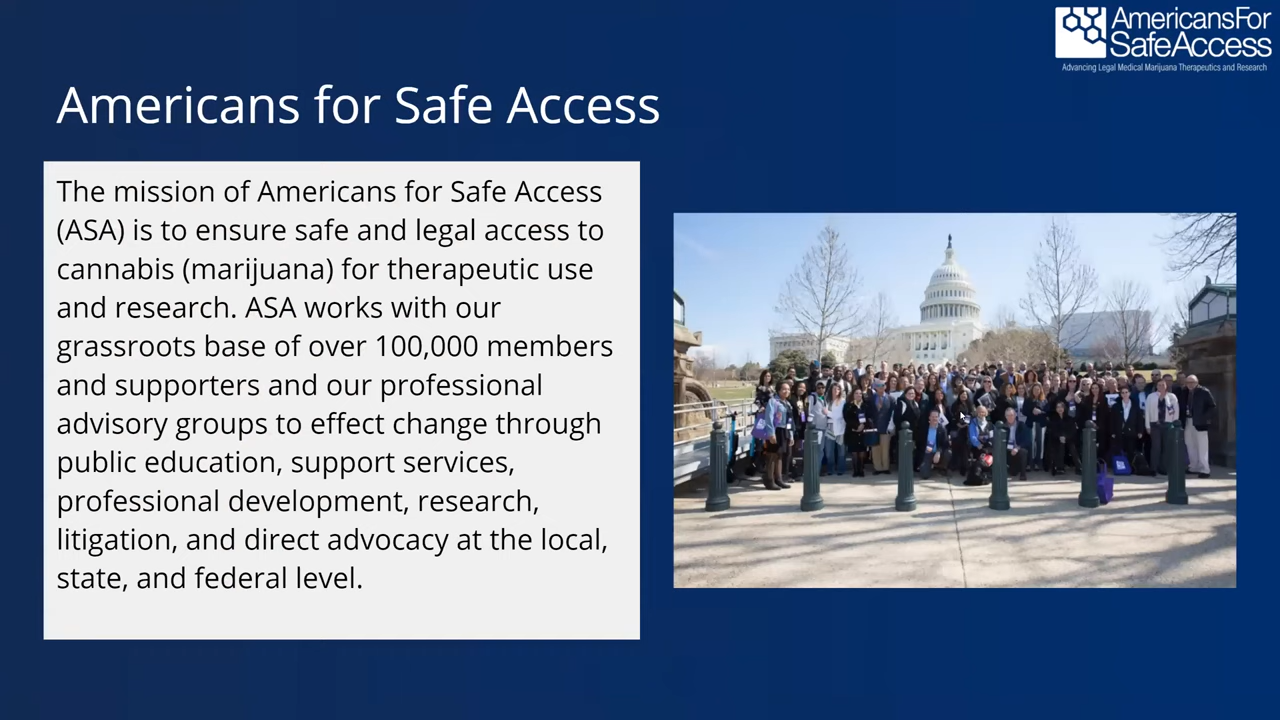 AmericansFor
SafeAccess
Advancing Legal Medical Marijuana Therapeutics and Research
Americans for Safe Access
The mission of Americans for Safe Access
(ASA) is to ensure safe and legal access to
cannabis (marijuana) for therapeutic use
and research. ASA works with our
grassroots base of over 100,000 members
and supporters and our professional
advisory groups to effect change through
public education, support services,
professional development, research,
litigation, and direct advocacy at the local,
state, and federal level.